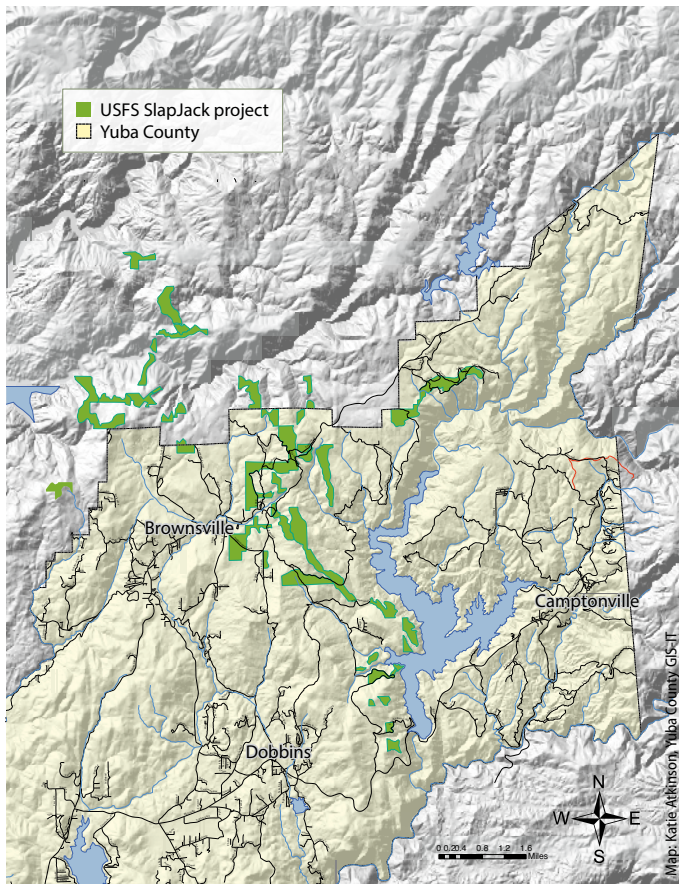 USFS SlapJack project
Yuba County
Brownsville
Camptonville
Dobbins
N
W E
S
0 0.2 0.4 0.8 1.2 1.6
Miles
Map: Katie Atkinson, Yuba County GIS-IT